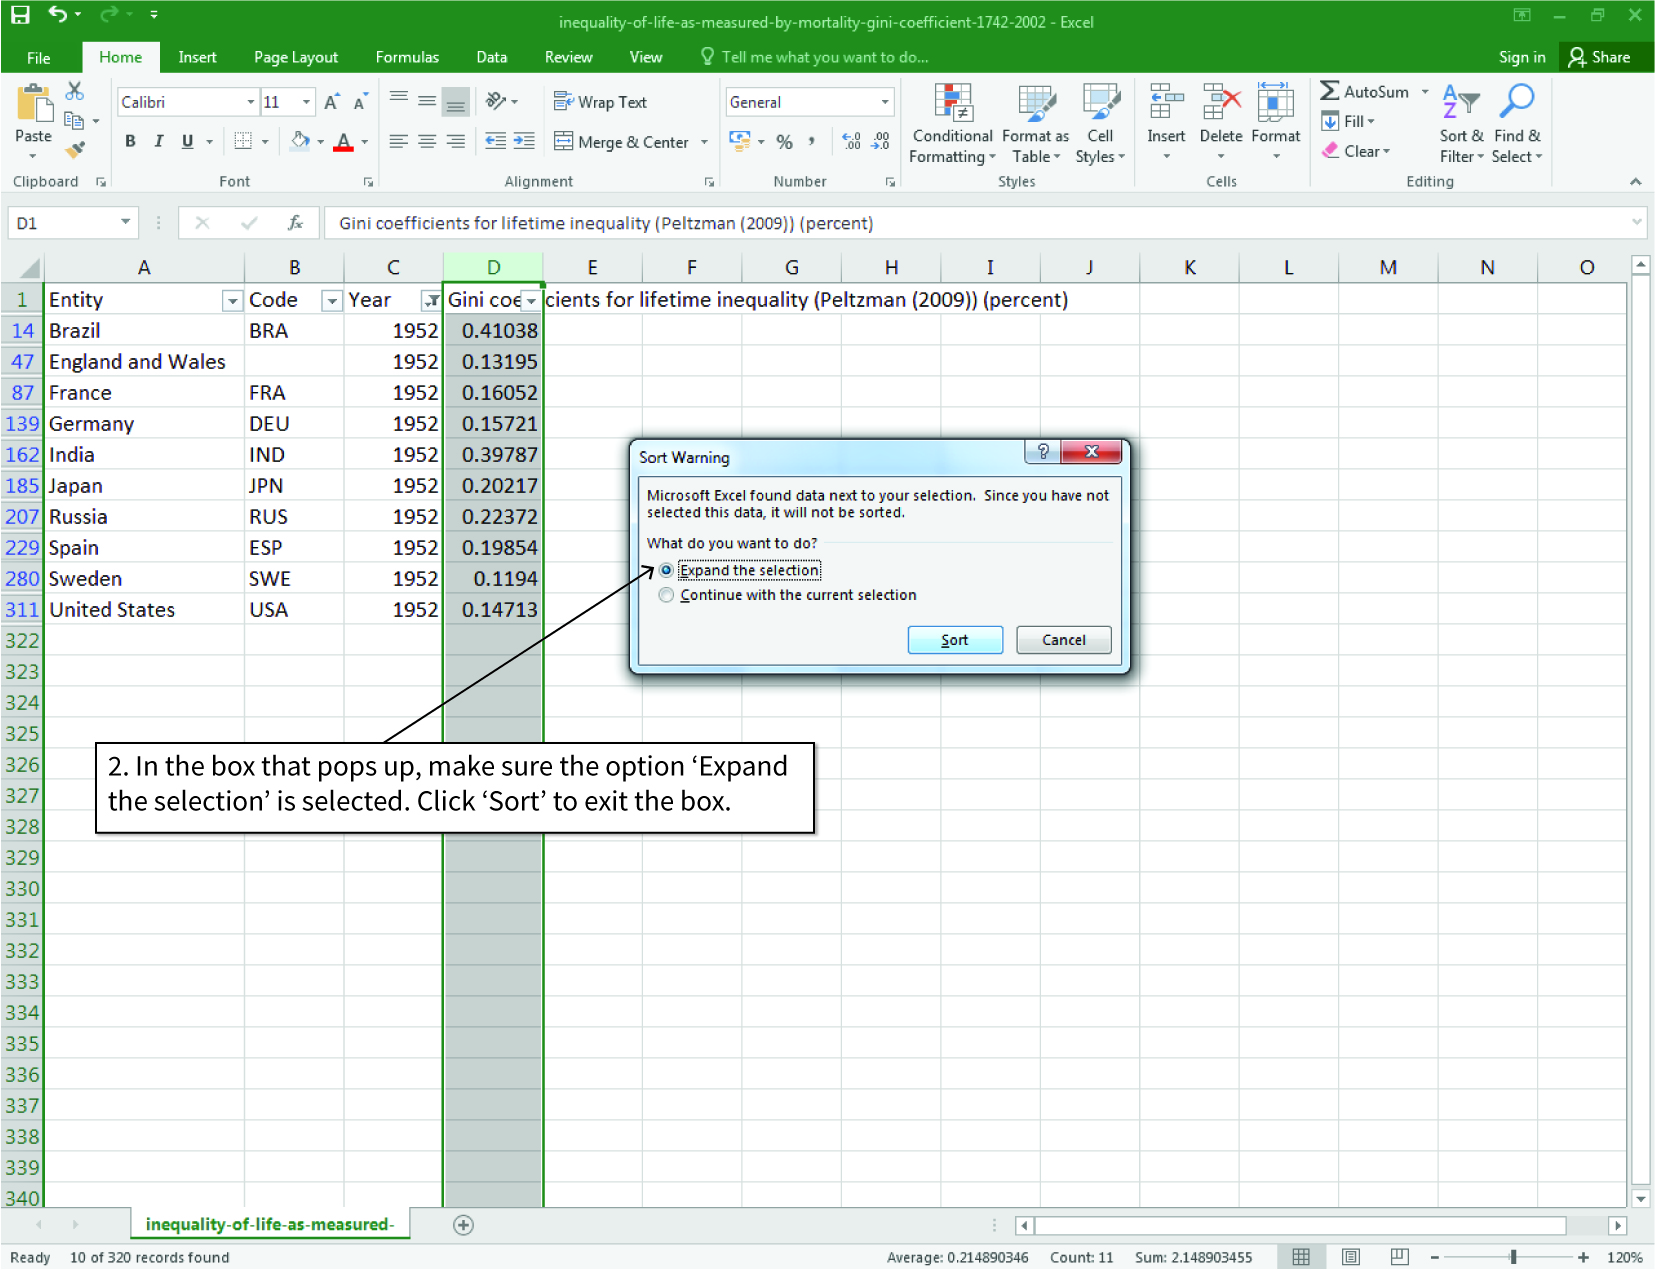 inequality-of-life-as-measured-by-mortality-gini-coefficient-1742-2002 - Excel
File Home Insert Page Layout Formulas Data Review View Tell me what you want to do... Sign in Share
Calibri 11 Wrap Text General AutoSum
Paste B I U Merge & Center % , Conditional Formatting Format as Table Cell Styles Insert Delete Format Fill Clear Sort & Filter Find & Select
Clipboard Font Alignment Number Styles Cells Editing
D1 fx Gini coefficients for lifetime inequality (Peltzman (2009)) (percent)
A B C D E F G H I J K L M N O
1 Entity Code Year Gini coe cients for lifetime inequality (Peltzman (2009)) (percent)
14 Brazil BRA 1952 0.41038
47 England and Wales 1952 0.13195
87 France FRA 1952 0.16052
139 Germany DEU 1952 0.15721
162 India IND 1952 0.39787
185 Japan JPN 1952 0.20217
207 Russia RUS 1952 0.22372
229 Spain ESP 1952 0.19854
280 Sweden SWE 1952 0.1194
311 United States USA 1952 0.14713
322
323
324
325
326
327
328
329
330
331
332
333
334
335
336
337
338
339
340
Sort Warning
Microsoft Excel found data next to your selection. Since you have not
selected this data, it will not be sorted.
What do you want to do?
Expand the selection
Continue with the current selection
Sort Cancel
2. In the box that pops up, make sure the option ‘Expand
the selection’ is selected. Click ‘Sort’ to exit the box.
inequality-of-life-as-measured-
Ready 10 of 320 records found Average: 0.214890346 Count: 11 Sum: 2.148903455 120%